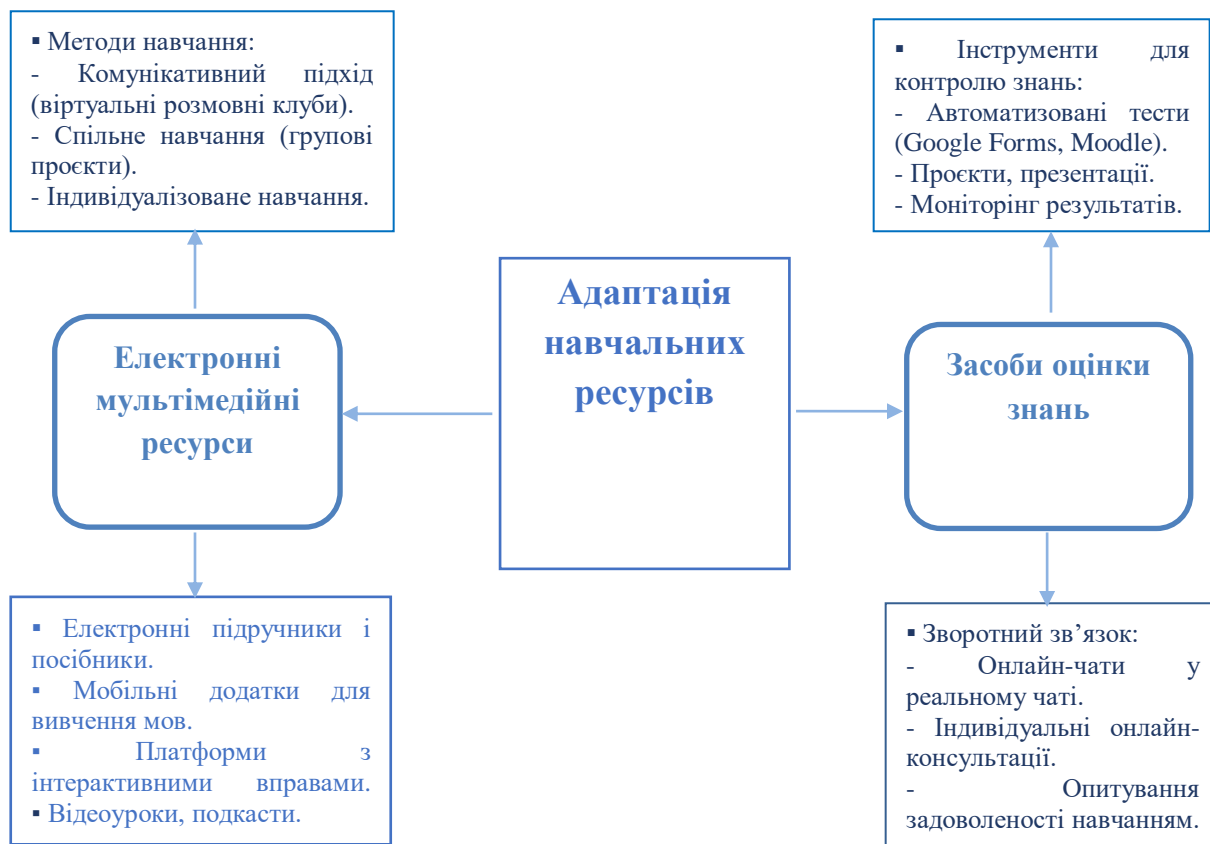 ▪ Методи навчання:
- Комунікативний підхід
(віртуальні розмовні клуби).
- Спільне навчання (групові
проєкти).
- Індивідуалізоване навчання.
▪ Інструменти для
контролю знань:
- Автоматизовані тести
(Google Forms, Moodle).
- Проєкти, презентації.
- Моніторинг результатів.
Адаптація
навчальних
ресурсів
Електронні
мультімедійні
ресурси
Засоби оцінки
знань
▪ Електронні підручники і
посібники.
▪ Мобільні додатки для
вивчення мов.
▪ Платформи з
інтерактивними вправами.
▪ Відеоуроки, подкасти.
▪ Зворотний зв’язок:
- Онлайн-чати у
реальному чаті.
- Індивідуальні онлайн-
консультації.
- Опитування
задоволеності навчанням.